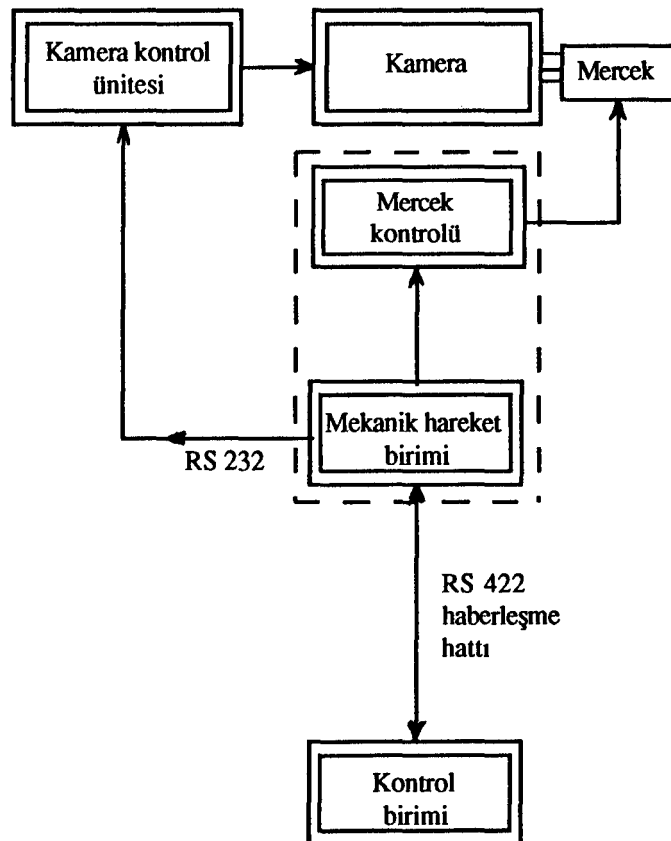 Kamera kontrol
ünitesi
Kamera
Mercek
Mercek
kontrolü
Mekanik hareket
birimi
RS 232
RS 422
haberleşme
hattı
Kontrol
birimi